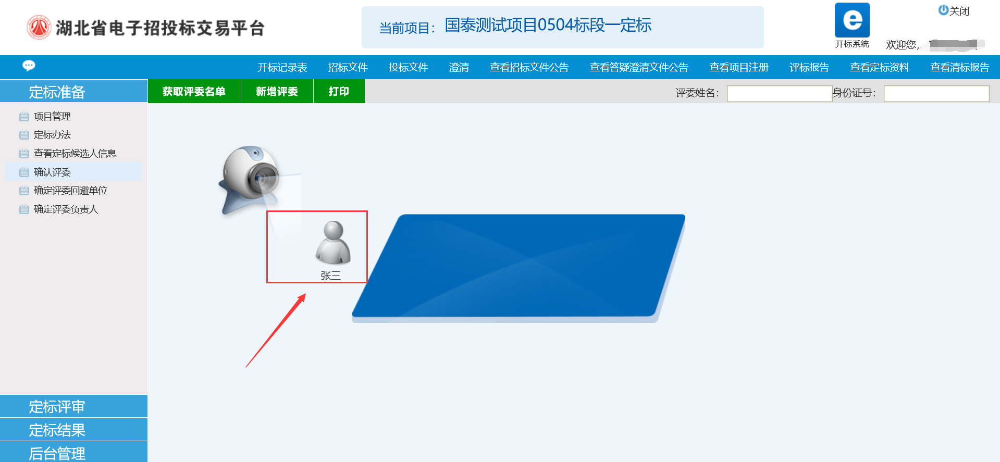 湖北省电子招投标交易平台
当前项目： 国泰测试项目0504标段一定标
开标系统
关闭
欢迎您,
开标记录表 招标文件 投标文件 澄清 查看招标文件公告 查看答疑澄清文件公告 查看项目注册 评标报告 查看定标资料 查看清标报告
定标准备
获取评委名单 新增评委 打印
评委姓名： 身份证号：
项目管理
定标办法
查看定标候选人信息
确认评委
确定评委回避单位
确定评委负责人
张三
定标评审
定标结果
后台管理